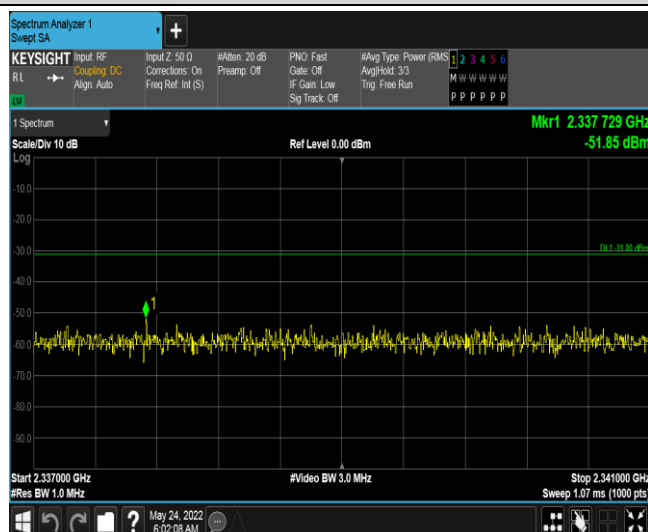 Spectrum Analyzer 1
Swept SA
+
KEYSIGHT
RL
Input: RF
Coupling: DC
Align: Auto
Input Z: 50 Ω
Corrections: On
Freq Ref: Int (S)
#Atten: 20 dB
Preamp: Off
PNO: Fast
Gate: Off
IF Gain: Low
Sig Track: Off
#Avg Type: Power (RMS
Avg|Hold: 3/3
Trig: Free Run
1 2 3 4 5 6
M W W W W W
P P P P P P
1 Spectrum
Mkr1 2.337 729 GHz
-51.85 dBm
Scale/Div 10 dB
Ref Level 0.00 dBm
Log
-10.0
-20.0
-30.0
DL1 -31.00 dBm
-40.0
1
-50.0
-60.0
-70.0
-80.0
-90.0
Start 2.337000 GHz
#Video BW 3.0 MHz
Stop 2.341000 GHz
#Res BW 1.0 MHz
Sweep 1.07 ms (1000 pts)
?
May 24, 2022
6:02:08 AM